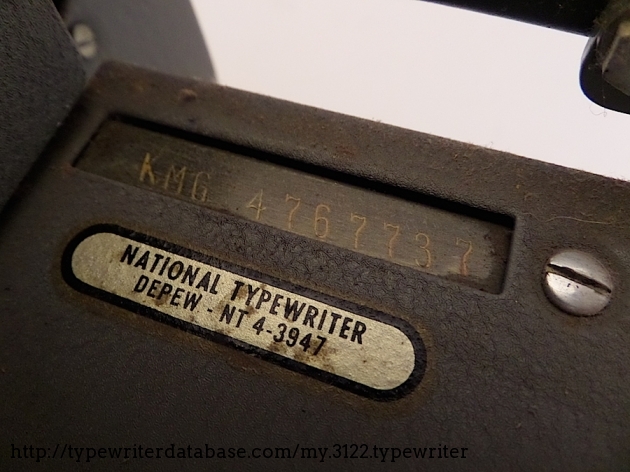 KMG 4767737
NATIONAL TYPEWRITER
DEPEW - NT 4-3947
http://typewriterdatabase.com/my.3122.typewriter